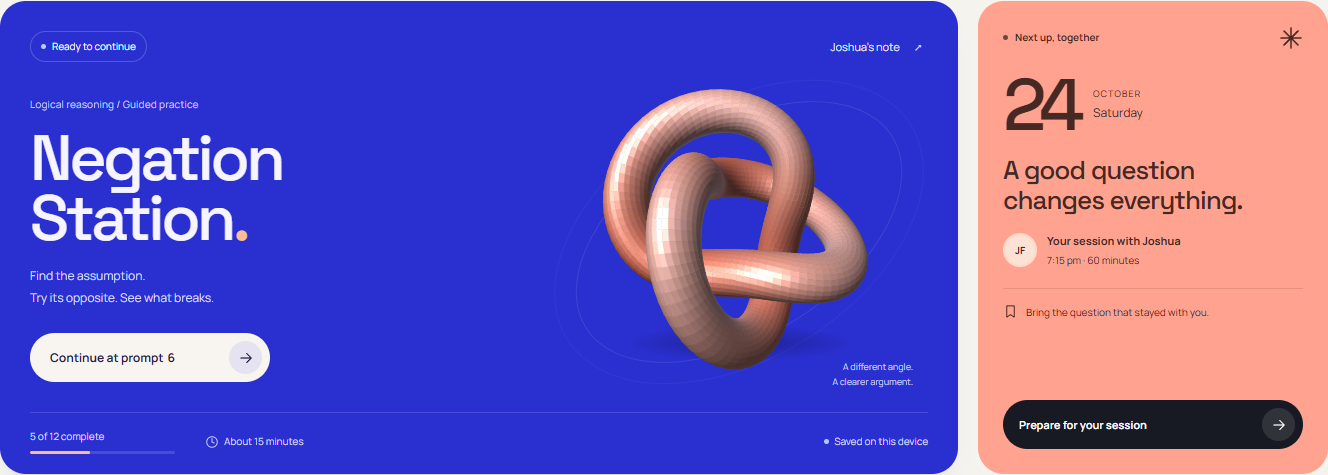 Ready to continue
Joshua's note ↗
Logical reasoning / Guided practice
Negation
Station.
Find the assumption.
Try its opposite. See what breaks.
Continue at prompt 6
A different angle.
A clearer argument.
5 of 12 complete
About 15 minutes
Saved on this device
Next up, together
24
OCTOBER
Saturday
A good question
changes everything.
JF
Your session with Joshua
7:15 pm · 60 minutes
Bring the question that stayed with you.
Prepare for your session